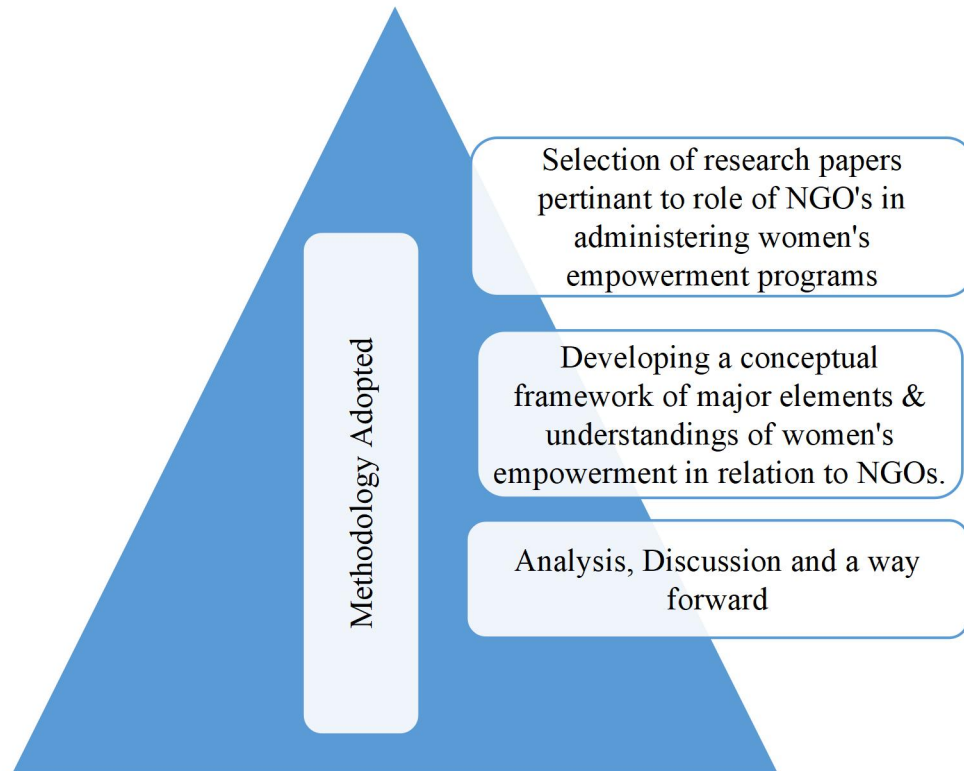 Selection of research papers
pertinant to role of NGO's in
administering women's
empowerment programs
Methodology Adopted
Developing a conceptual
framework of major elements &
understandings of women's
empowerment in relation to NGOs.
Analysis, Discussion and a way
forward